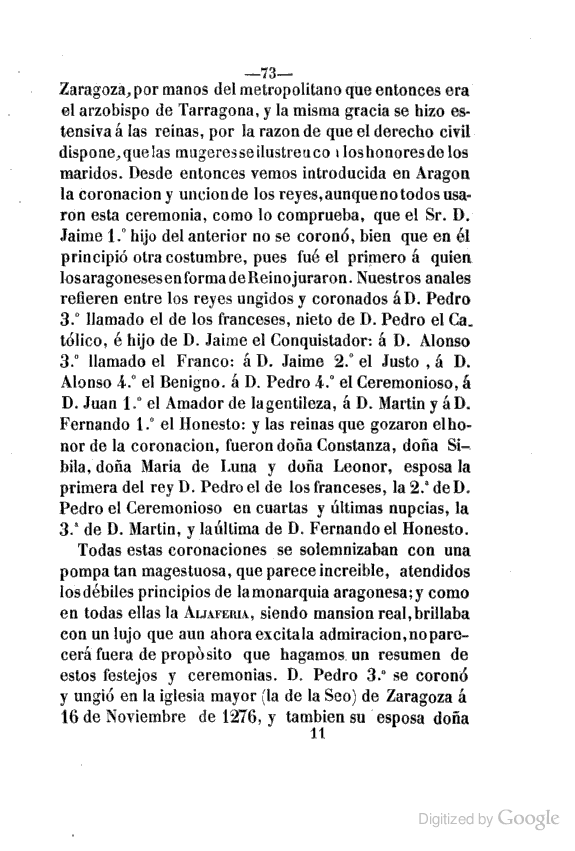 —73—
Zaragoza, por manos del metropolitano que entonces era
el arzobispo de Tarragona, y la misma gracia se hizo es-
tensiva á las reinas, por la razon de que el derecho civil
dispone, que las mugeres se ilustren co los honores de los
maridos. Desde entonces vemos introducida en Aragon
la coronacion y uncion de los reyes, aunque no todos usa-
ron esta ceremonia, como lo comprueba, que el Sr. D.
Jaime 1.º hijo del anterior no se coronó, bien que en él
principió otra costumbre, pues fué el primero á quien
los aragoneses en forma de Reino juraron. Nuestros anales
refieren entre los reyes ungidos y coronados á D. Pedro
3.º llamado el de los franceses, nieto de D. Pedro el Ca-
tólico, é hijo de D. Jaime el Conquistador: á D. Alonso
3.º llamado el Franco: á D. Jaime 2.º el Justo , á D.
Alonso 4.º el Benigno. á D. Pedro 4.º el Ceremonioso, á
D. Juan 1.º el Amador de la gentileza, á D. Martin y á D.
Fernando 1.º el Honesto: y las reinas que gozaron el ho-
nor de la coronacion, fueron doña Constanza, doña Si-
bila, doña Maria de Luna y doña Leonor, esposa la
primera del rey D. Pedro el de los franceses, la 2.ª de D.
Pedro el Ceremonioso en cuartas y últimas nupcias, la
3.ª de D. Martin, y la última de D. Fernando el Honesto.
Todas estas coronaciones se solemnizaban con una
pompa tan magestuosa, que parece increible, atendidos
los débiles principios de la monarquia aragonesa; y como
en todas ellas la ALJAFERIA, siendo mansion real, brillaba
con un lujo que aun ahora excita la admiracion, no pare-
cerá fuera de propòsito que hagamos un resumen de
estos festejos y ceremonias. D. Pedro 3.º se coronó
y ungió en la iglesia mayor (la de la Seo) de Zaragoza á
16 de Noviembre de 1276, y tambien su esposa doña
11
Digitized by Google